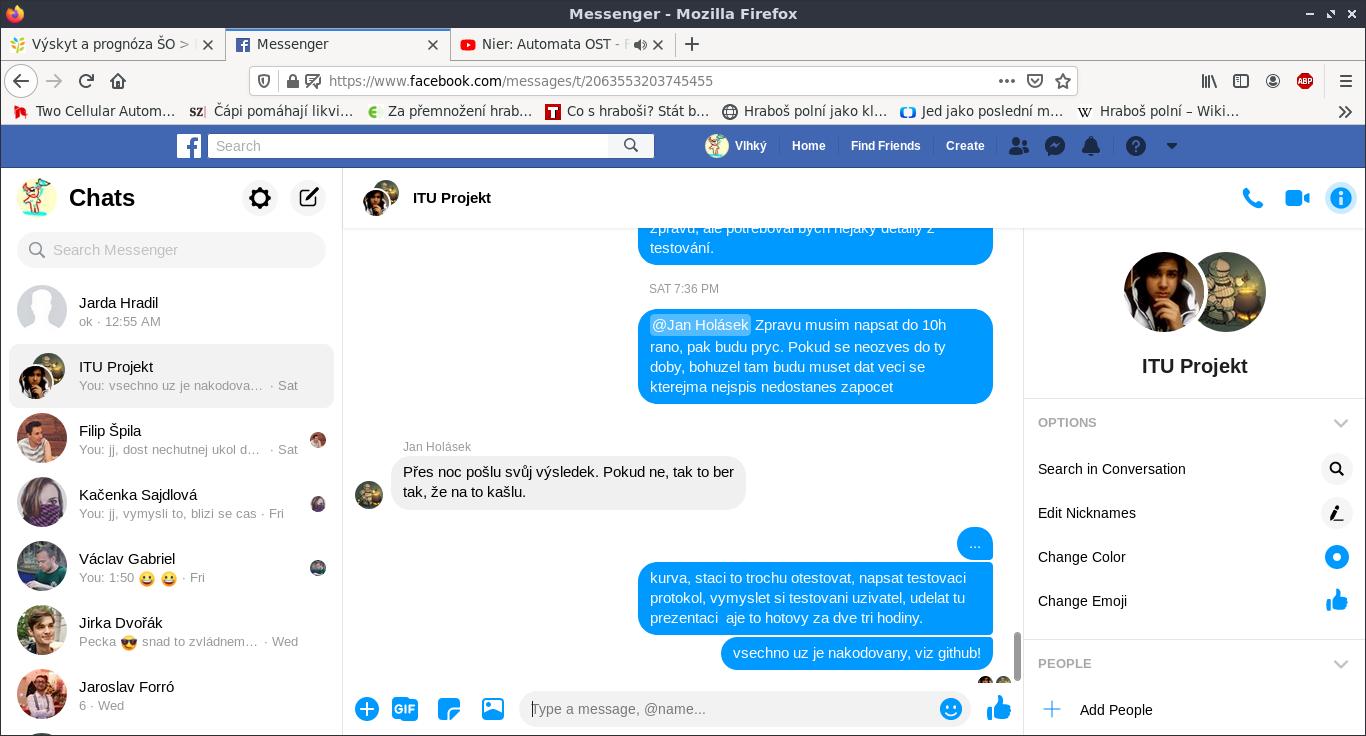 Messenger - Mozilla Firefox
Výskyt a prognóza ŠO >
Messenger
Nier: Automata OST -
https://www.facebook.com/messages/t/2063553203745455
ABP
Two Cellular Autom…
SZ Čápi pomáhají likvi…
Za přemnožení hrab…
Co s hraboši? Stát b…
Hraboš polní jako kl…
Jed jako poslední m…
W Hraboš polní – Wiki…
Search
Vlhký
Home
Find Friends
Create
Chats
Search Messenger
Jarda Hradil
ok · 12:55 AM
ITU Projekt
You: vsechno uz je nakodova… · Sat
Filip Špila
You: jj, dost nechutnej ukol d… · Sat
Kačenka Sajdlová
You: jj, vymysli to, blizi se cas · Fri
Václav Gabriel
You: 1:50 😀 😀 · Fri
Jirka Dvořák
Pecka 😎 snad to zvládnem… · Wed
Jaroslav Forró
6 · Wed
ITU Projekt
zpravu, ale potreboval bych nejaky detaily z
testování.
SAT 7:36 PM
@Jan Holásek Zpravu musim napsat do 10h
rano, pak budu pryc. Pokud se neozves do ty
doby, bohuzel tam budu muset dat veci se
kterejma nejspis nedostanes zapocet
Jan Holásek
Přes noc pošlu svůj výsledek. Pokud ne, tak to ber
tak, že na to kašlu.
...
kurva, staci to trochu otestovat, napsat testovaci
protokol, vymyslet si testovani uzivatel, udelat tu
prezentaci  aje to hotovy za dve tri hodiny.
vsechno uz je nakodovany, viz github!
GIF
Type a message, @name...
ITU Projekt
OPTIONS
Search in Conversation
Edit Nicknames
Change Color
Change Emoji
PEOPLE
Add People